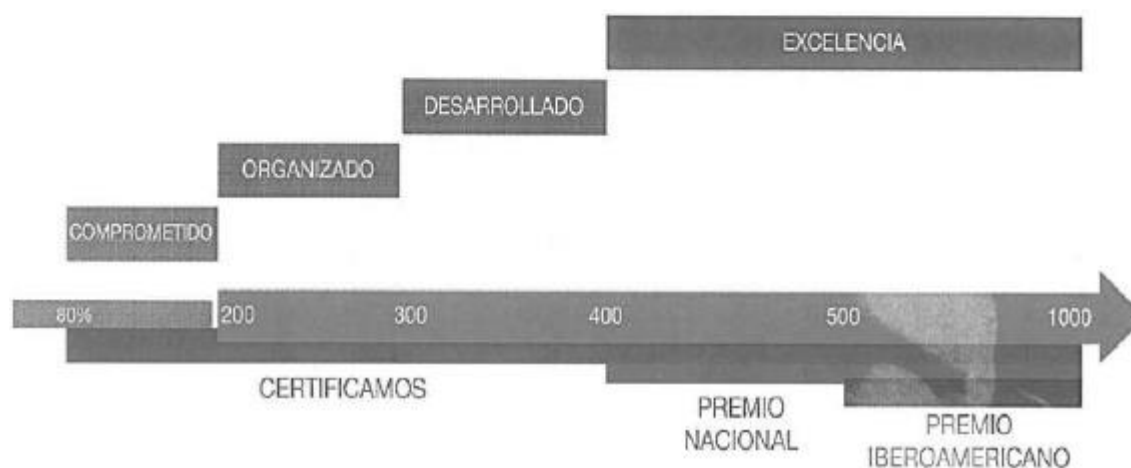 EXCELENCIA
DESARROLLADO
ORGANIZADO
COMPROMETIDO
80% 200 300 400 500 1000
CERTIFICAMOS
PREMIO
NACIONAL
PREMIO
IBEROAMERICANO